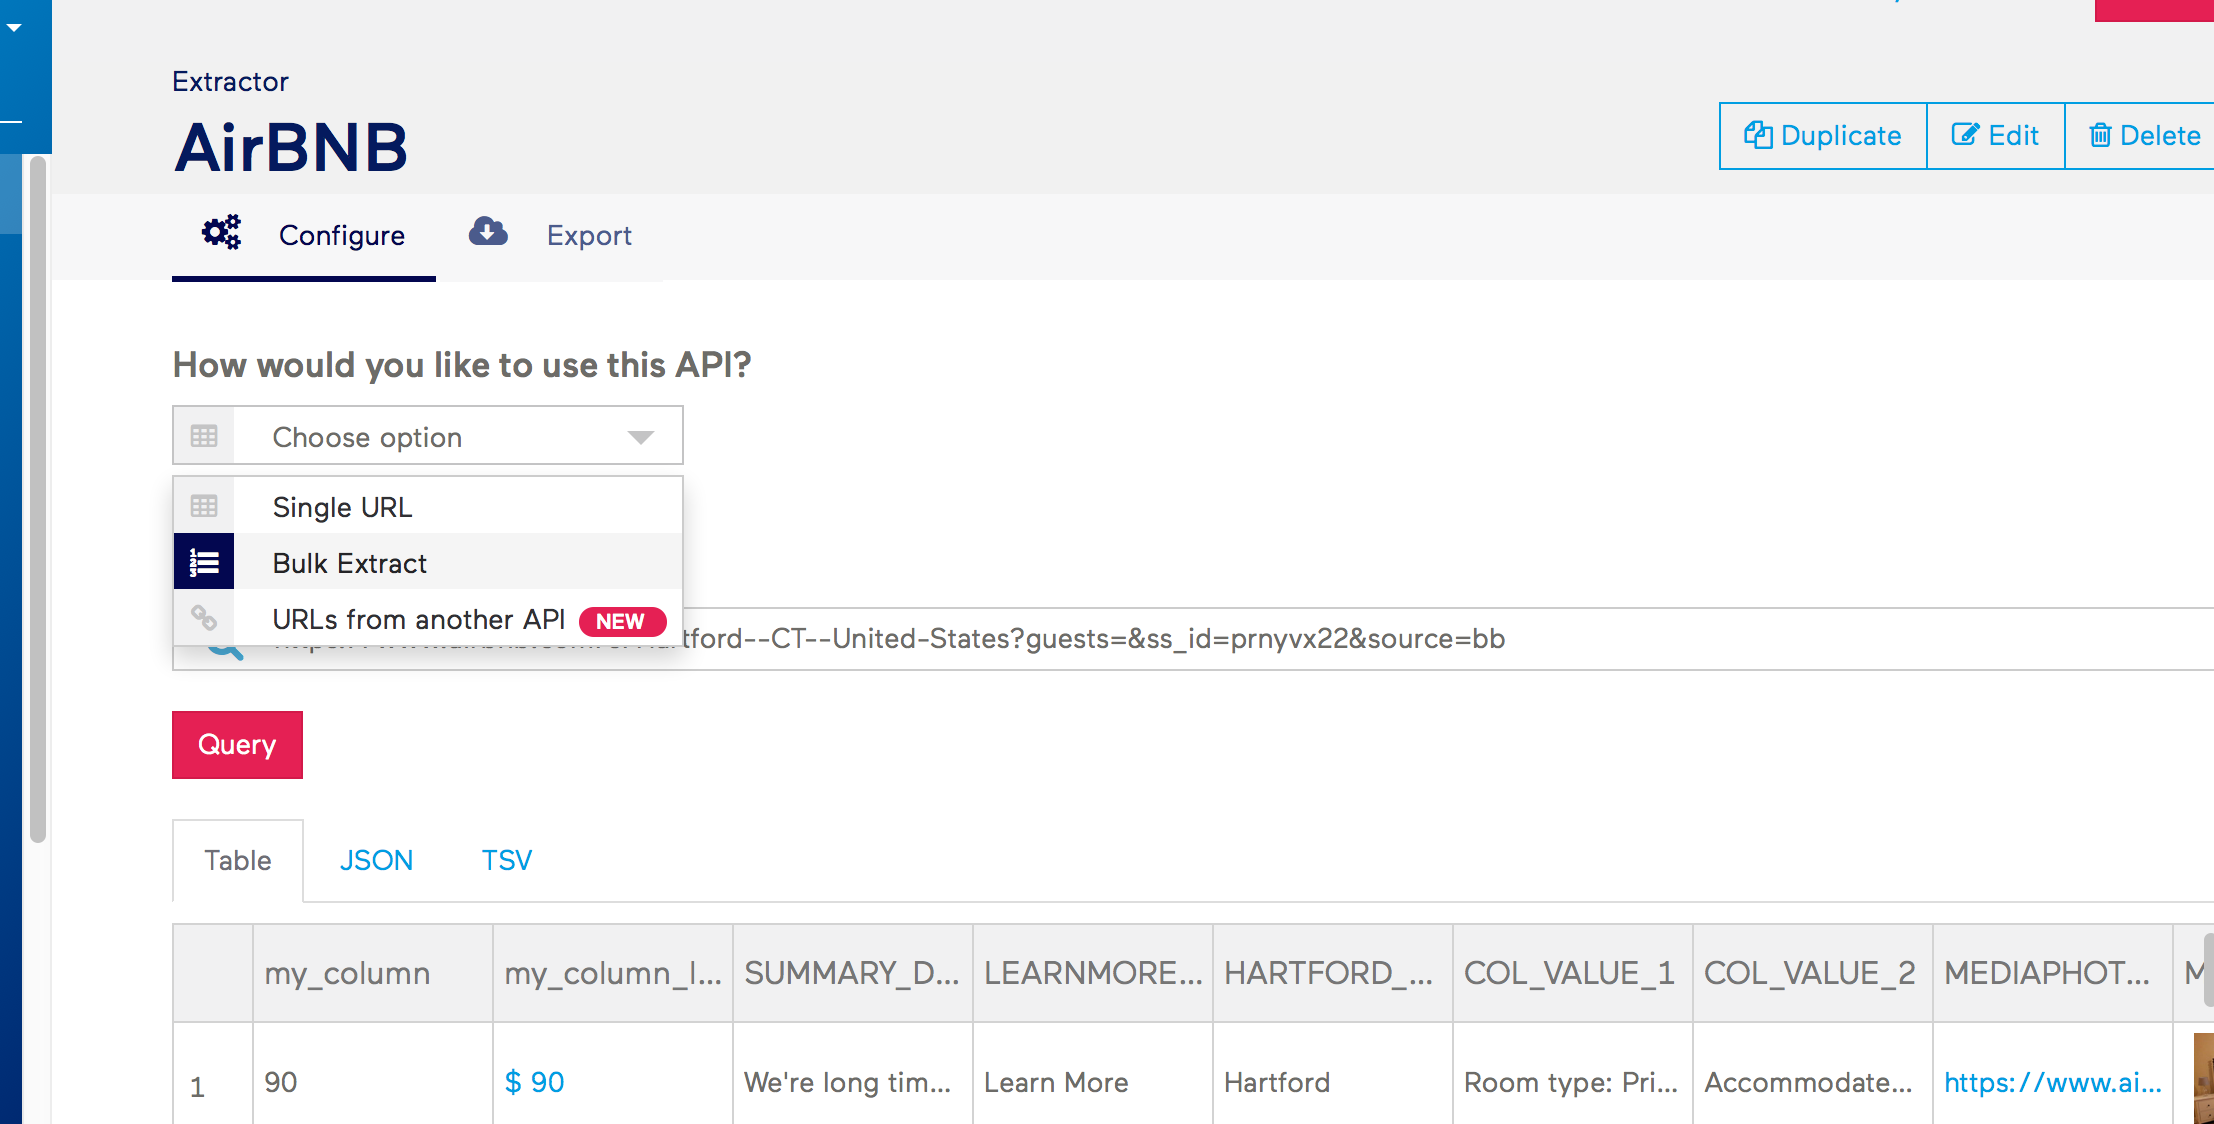 Extractor
AirBNB
Duplicate Edit Delete
Configure Export
How would you like to use this API?
Choose option
Single URL
Bulk Extract
URLs from another API NEW
tford--CT--United-States?guests=&ss_id=prnyvx22&source=bb
Query
Table JSON TSV
my_column my_column_l... SUMMARY_D... LEARNMORE... HARTFORD_... COL_VALUE_1 COL_VALUE_2 MEDIAPHOT... M
1 90 $ 90 We're long tim... Learn More Hartford Room type: Pri... Accommodate... https://www.ai...